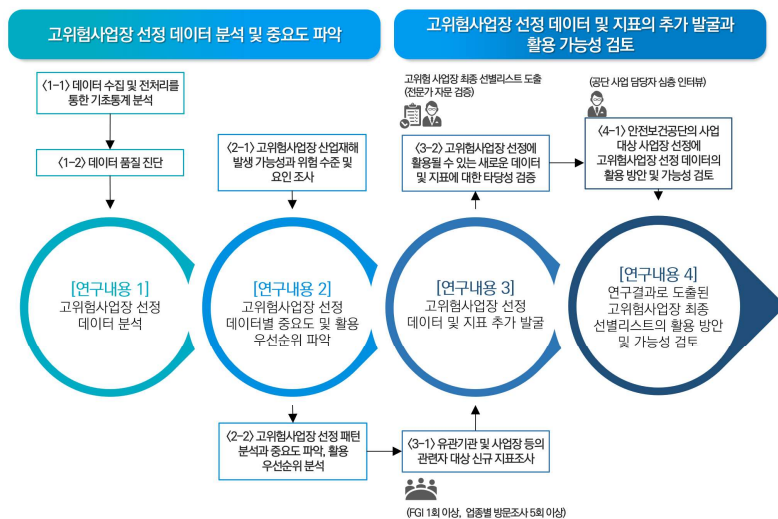 고위험사업장 선정 데이터 분석 및 중요도 파악
고위험사업장 선정 데이터 및 지표의 추가 발굴과
활용 가능성 검토
<1-1> 데이터 수집 및 전처리를
통한 기초통계 분석
<1-2> 데이터 품질 진단
<2-1> 고위험사업장 산업재해
발생 가능성과 위험 수준 및
요인 조사
고위험 사업장 최종 선별리스트 도출
(전문가 자문 검증)
<3-2> 고위험사업장 선정에
활용될 수 있는 새로운 데이터
및 지표에 대한 타당성 검증
(공단 사업 담당자 심층 인터뷰)
<4-1> 안전보건공단의 사업
대상 사업장 선정에
고위험사업장 선정 데이터의
활용 방안 및 가능성 검토
[연구내용 1]
고위험사업장 선정
데이터 분석
[연구내용 2]
고위험사업장 선정
데이터별 중요도 및 활용
우선순위 파악
[연구내용 3]
고위험사업장 선정
데이터 및 지표 추가 발굴
[연구내용 4]
연구결과로 도출된
고위험사업장 최종
선별리스트의 활용 방안
및 가능성 검토
<2-2> 고위험사업장 선정 패턴
분석과 중요도 파악, 활용
우선순위 분석
<3-1> 유관기관 및 사업장 등의
관련자 대상 신규 지표조사
(FGI 1회 이상, 업종별 방문조사 5회 이상)